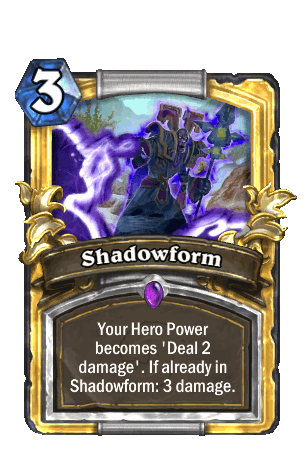 3
Shadowform
Your Hero Power
becomes 'Deal 2
damage'. If already in
Shadowform: 3 damage.